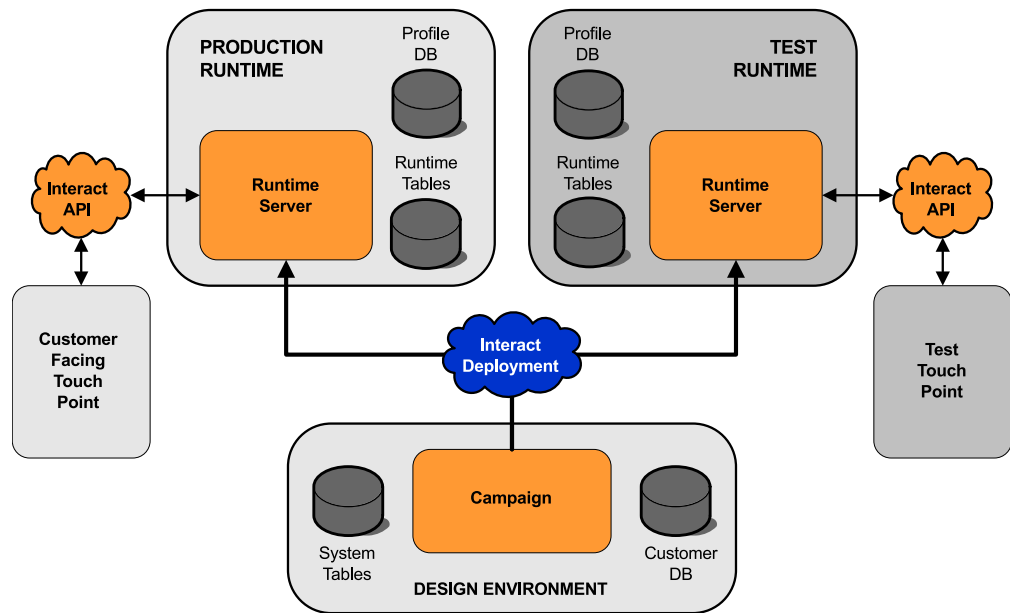 PRODUCTION
RUNTIME
Profile
DB
Runtime
Server
Runtime
Tables
Profile
DB
TEST
RUNTIME
Runtime
Tables
Runtime
Server
Interact
API
Interact
API
Customer
Facing
Touch
Point
Interact
Deployment
Test
Touch
Point
Campaign
System
Tables
Customer
DB
DESIGN ENVIRONMENT